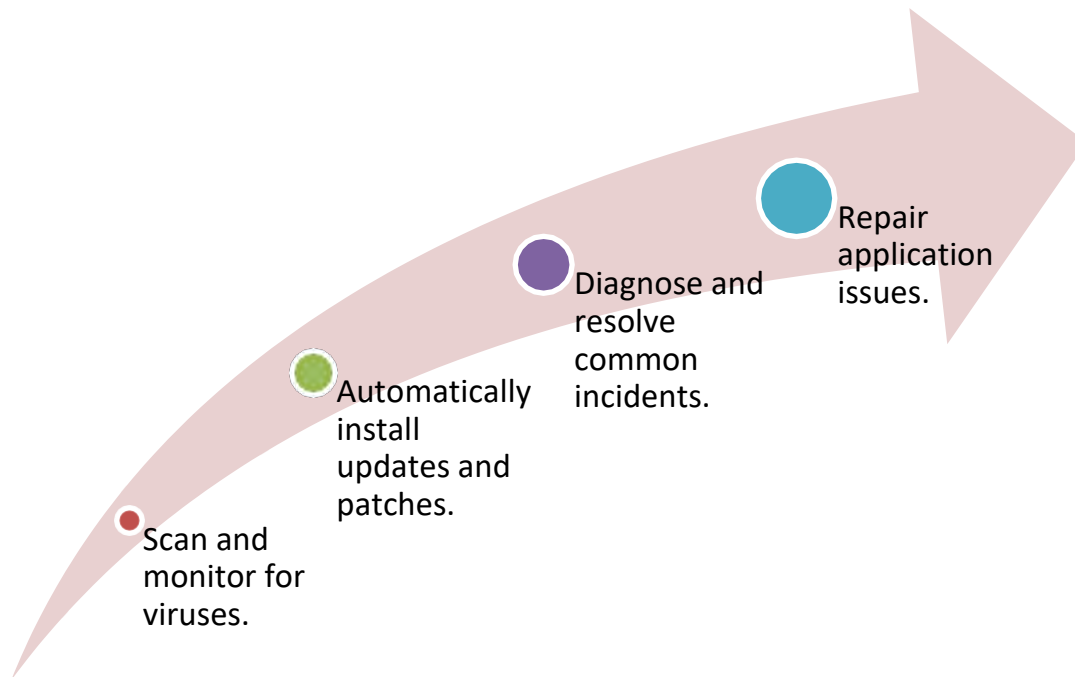 Scan and
monitor for
viruses.
Automatically
install
updates and
patches.
Diagnose and
resolve
common
incidents.
Repair
application
issues.